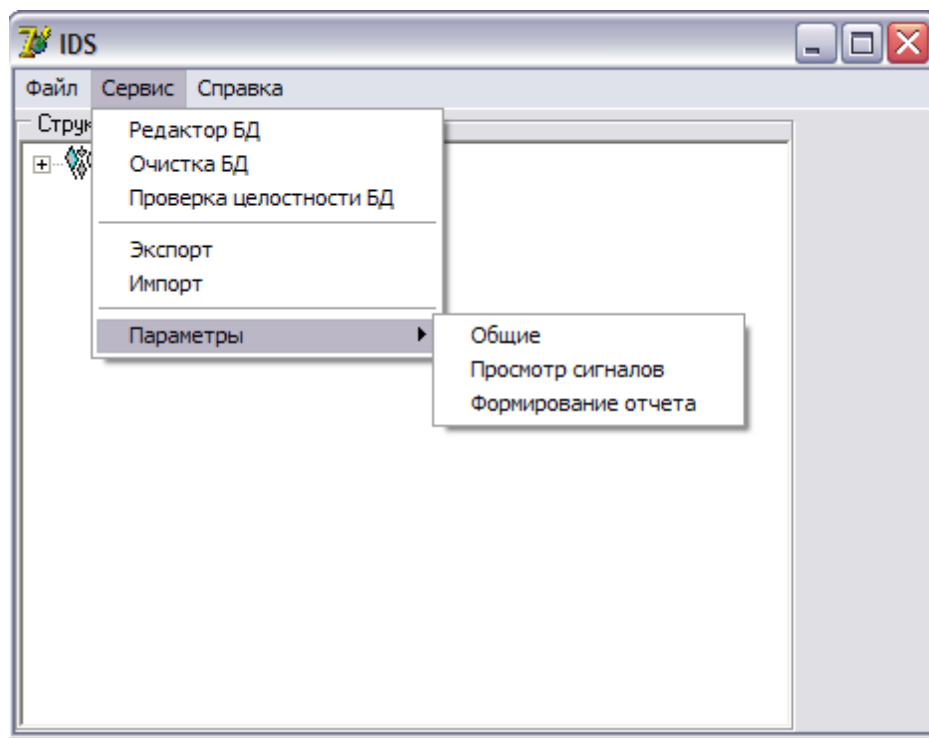 IDS
Файл Сервис Справка
Редактор БД
Очистка БД
Проверка целостности БД
Экспорт
Импорт
Параметры
Общие
Просмотр сигналов
Формирование отчета